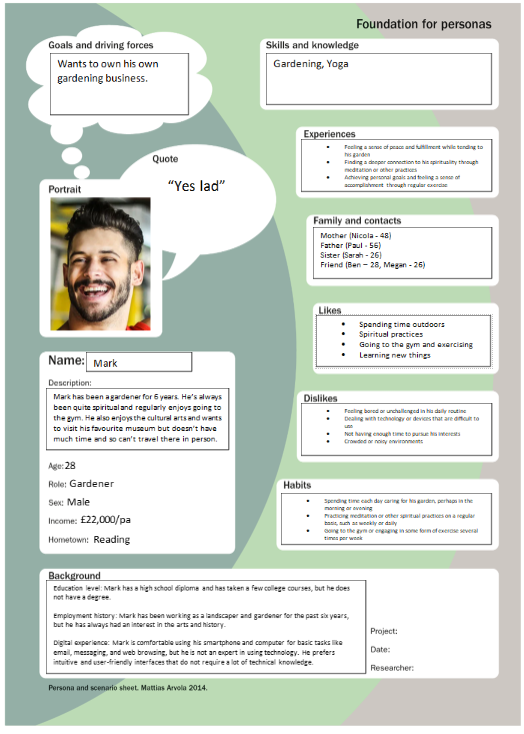 Foundation for personas
Goals and driving forces
Wants to own his own
gardening business.
Skills and knowledge
Gardening, Yoga
Experiences
Feeling a sense of peace and fulfillment while tending to
his garden
Finding a deeper connection to his spirituality through
meditation or other practices
Achieving personal goals and feeling a sense of
accomplishment through regular exercise
Quote
“Yes lad”
Portrait
Family and contacts
Mother (Nicola - 48)
Father (Paul - 56)
Sister (Sarah - 26)
Friend (Ben – 28, Megan - 26)
Likes
Spending time outdoors
Spiritual practices
Going to the gym and exercising
Learning new things
Name: Mark
Description:
Mark has been a gardener for 6 years. He’s always
been quite spiritual and regularly enjoys going to
the gym. He also enjoys the cultural arts and wants
to visit his favourite museum but doesn’t have
much time and so can’t travel there in person.
Age: 28
Role: Gardener
Sex: Male
Income: £22,000/pa
Hometown: Reading
Dislikes
Feeling bored or unchallenged in his daily routine
Dealing with technology or devices that are difficult to
use
Not having enough time to pursue his interests
Crowded or noisy environments
Habits
Spending time each day caring for his garden, perhaps in the
morning or evening
Practicing meditation or other spiritual practices on a regular
basis, such as weekly or daily
Going to the gym or engaging in some form of exercise several
times per week
Background
Education level: Mark has a high school diploma and has taken a few college courses, but he does
not have a degree.
Employment history: Mark has been working as a landscaper and gardener for the past six years,
but he has always had an interest in the arts and history.
Digital experience: Mark is comfortable using his smartphone and computer for basic tasks like
email, messaging, and web browsing, but he is not an expert in using technology. He prefers
intuitive and user-friendly interfaces that do not require a lot of technical knowledge.
Project:
Date:
Researcher:
Persona and scenario sheet. Mattias Arvola 2014.